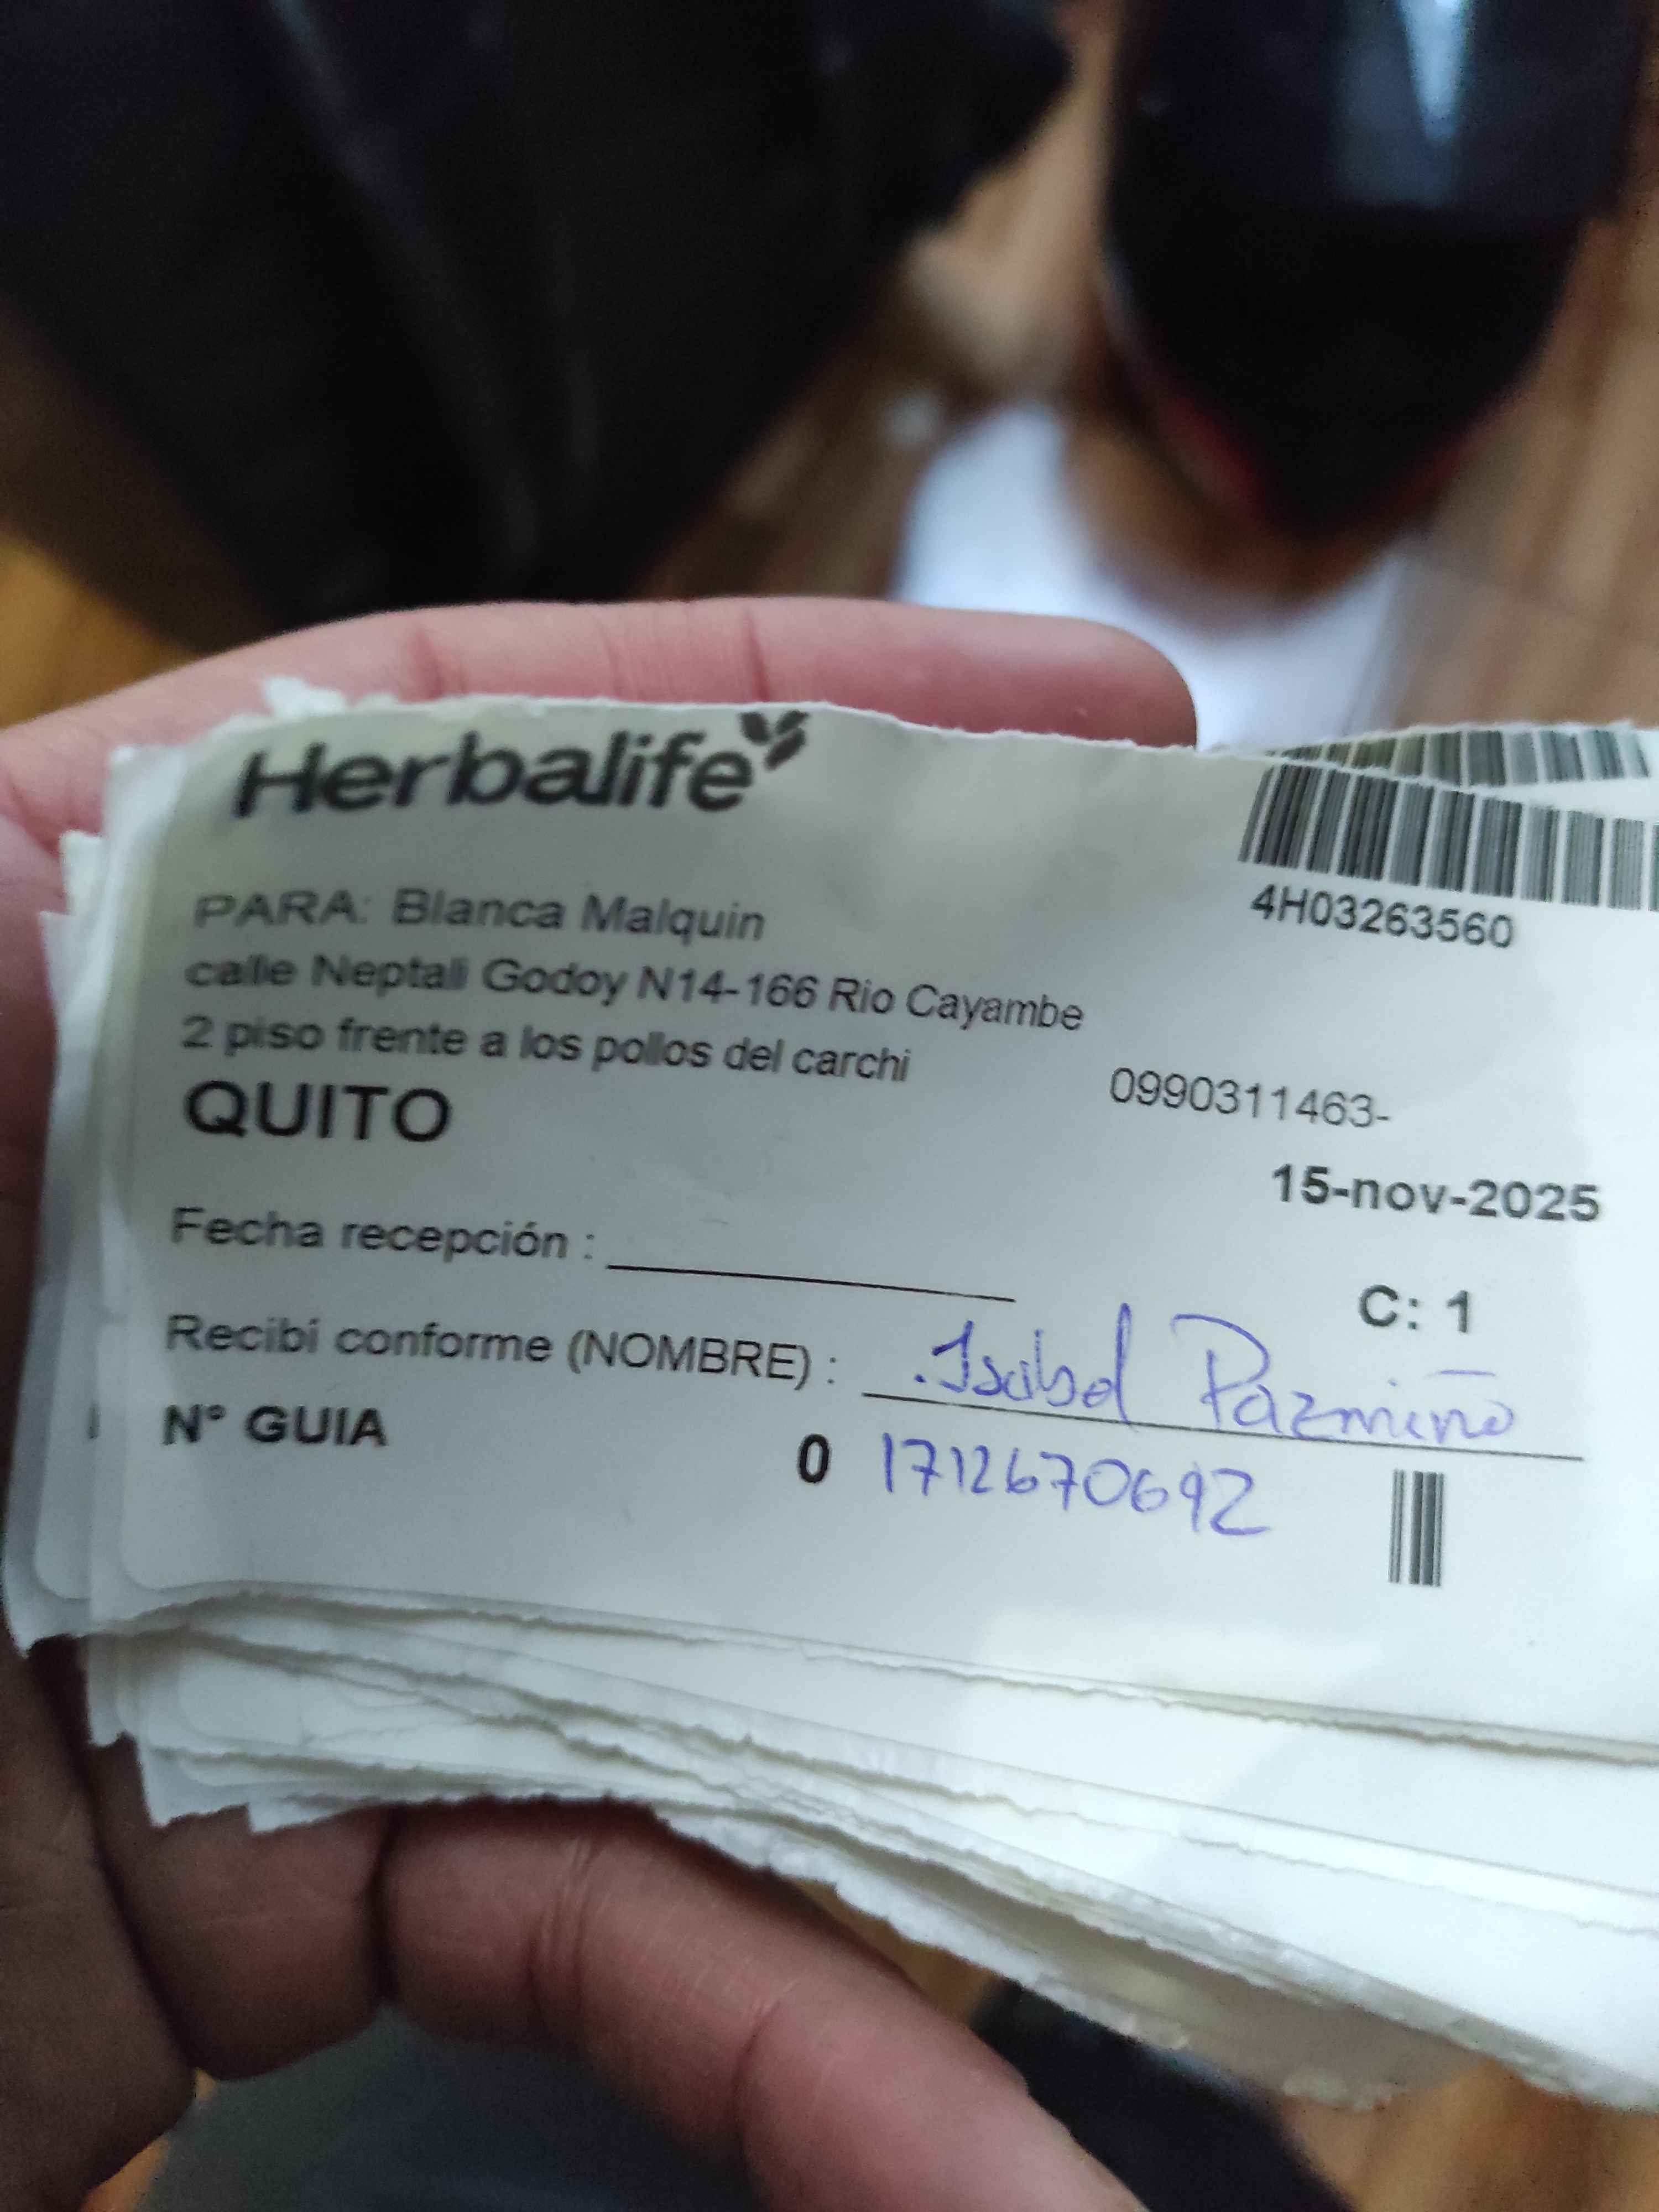 Herbalife
4H03263560
PARA: Blanca Malquin
calle Neptali Godoy N14-166 Rio Cayambe
2 piso frente a los pollos del carchi
0990311463-
QUITO
15-nov-2025
Fecha recepción :
C: 1
Recibí conforme (NOMBRE) : Isabel Pazmiño
N° GUIA 0 1712670692